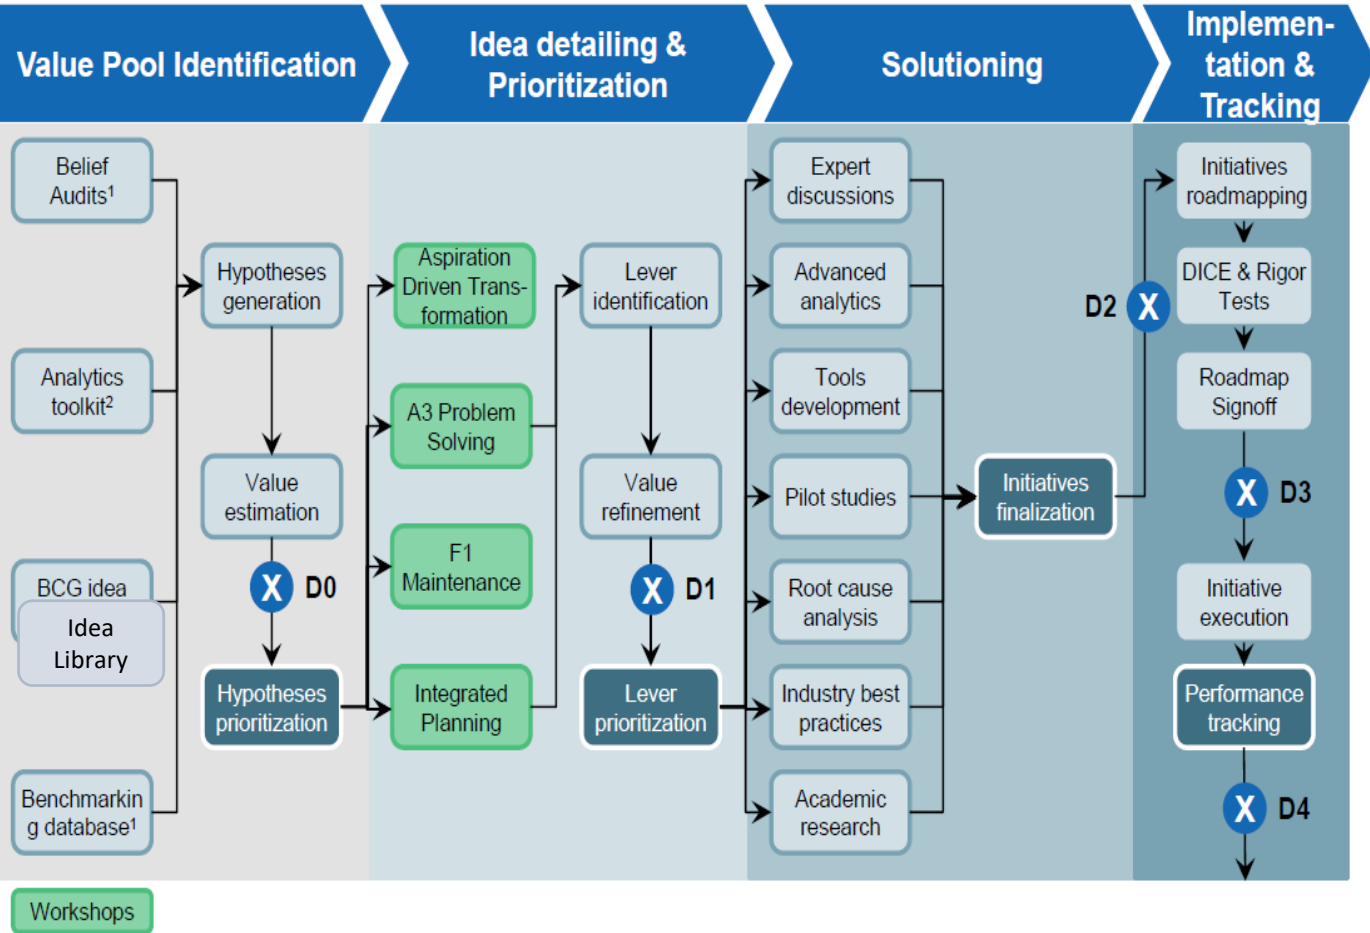 Value Pool Identification
Idea detailing &
Prioritization
Solutioning
Implemen-
tation &
Tracking
Belief
Audits¹
Analytics
toolkit²
BCG idea
Idea
Library
Benchmarkin
g database¹
Hypotheses
generation
Value
estimation
X D0
Hypotheses
prioritization
Aspiration
Driven Trans-
formation
A3 Problem
Solving
F1
Maintenance
Integrated
Planning
Lever
identification
Value
refinement
X D1
Lever
prioritization
Expert
discussions
Advanced
analytics
Tools
development
Pilot studies
Root cause
analysis
Industry best
practices
Academic
research
Initiatives
finalization
D2 X
Initiatives
roadmapping
DICE & Rigor
Tests
Roadmap
Signoff
X D3
Initiative
execution
Performance
tracking
X D4
Workshops